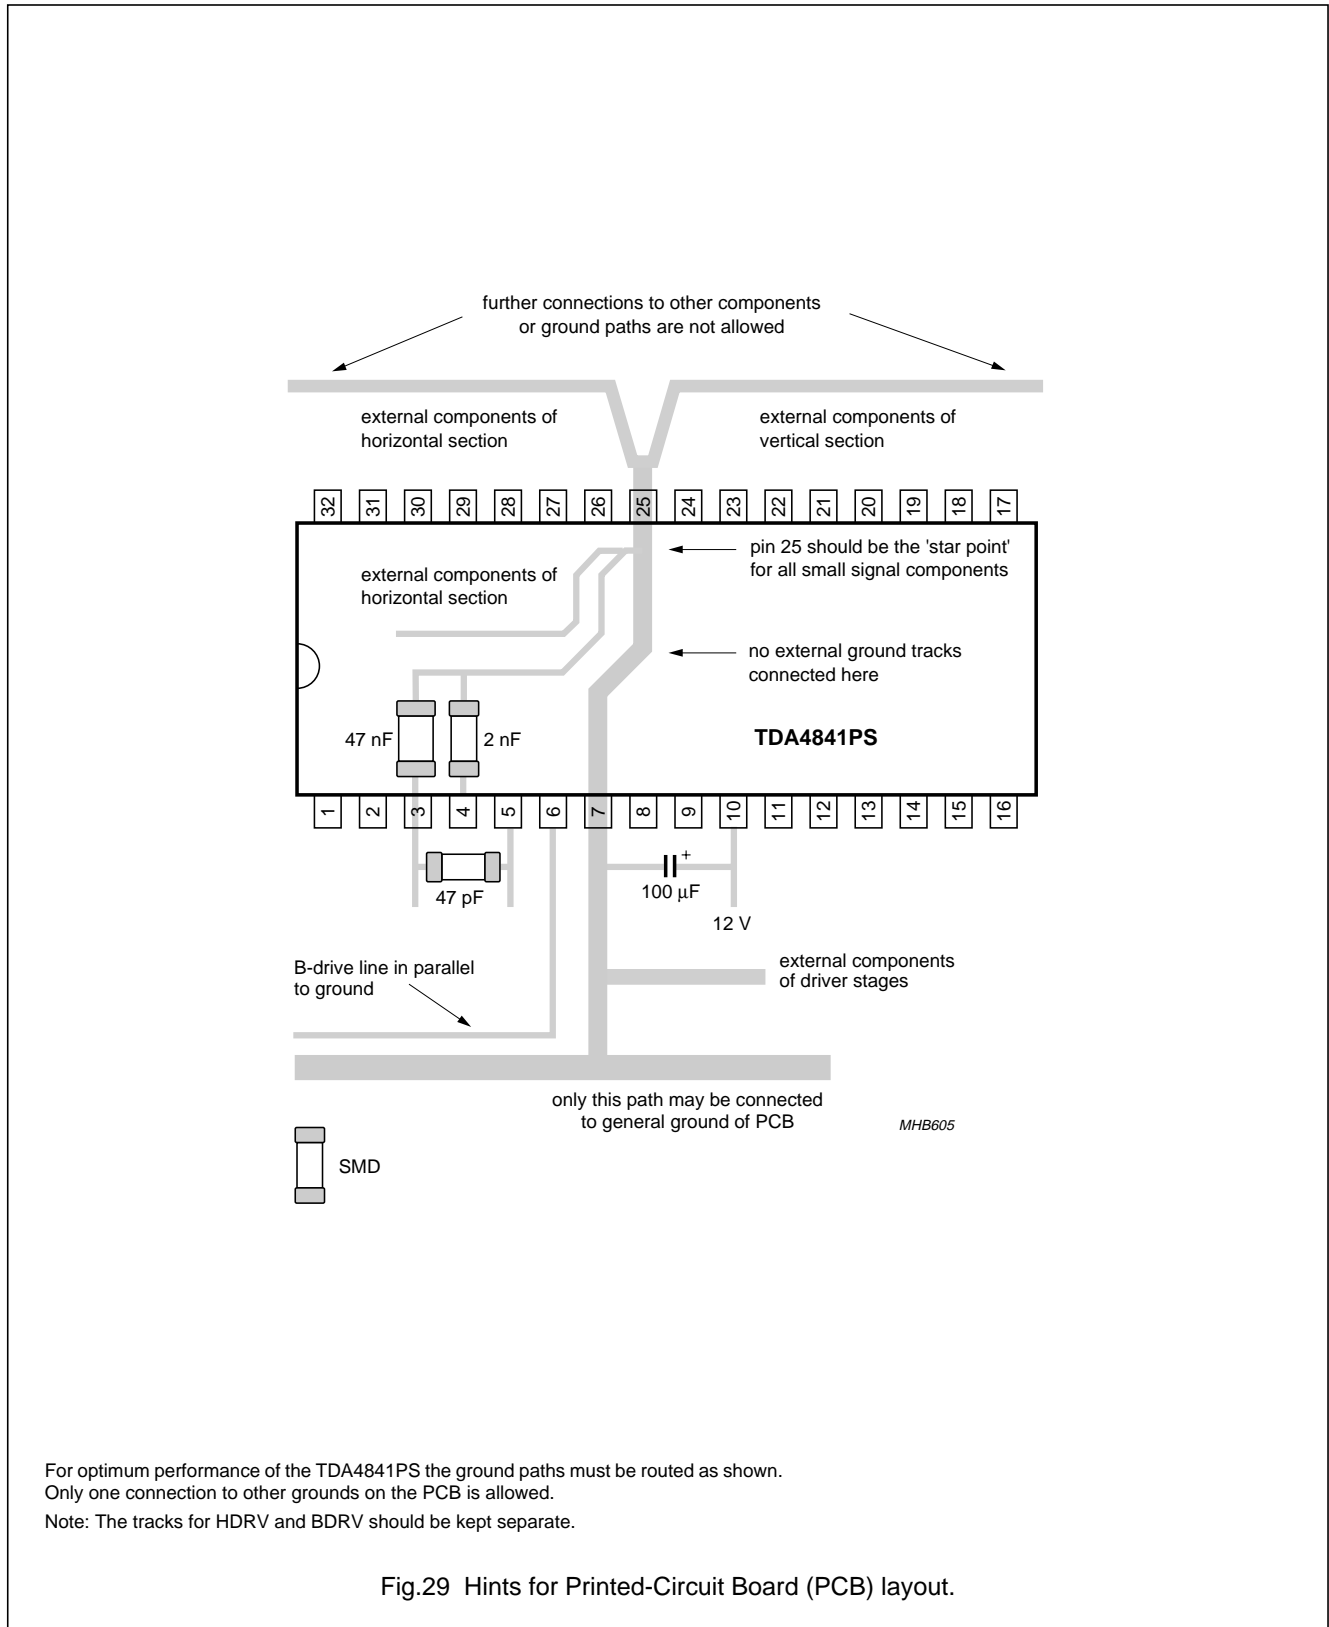 further connections to other components
or ground paths are not allowed
external components of
horizontal section
external components of
vertical section
32 31 30 29 28 27 26 25 24 23 22 21 20 19 18 17
pin 25 should be the 'star point'
for all small signal components
external components of
horizontal section
no external ground tracks
connected here
47 nF
2 nF
TDA4841PS
1 2 3 4 5 6 7 8 9 10 11 12 13 14 15 16
+
47 pF
100 μF
12 V
B-drive line in parallel
to ground
external components
of driver stages
only this path may be connected
to general ground of PCB
MHB605
SMD
For optimum performance of the TDA4841PS the ground paths must be routed as shown.
Only one connection to other grounds on the PCB is allowed.
Note: The tracks for HDRV and BDRV should be kept separate.
Fig.29 Hints for Printed-Circuit Board (PCB) layout.